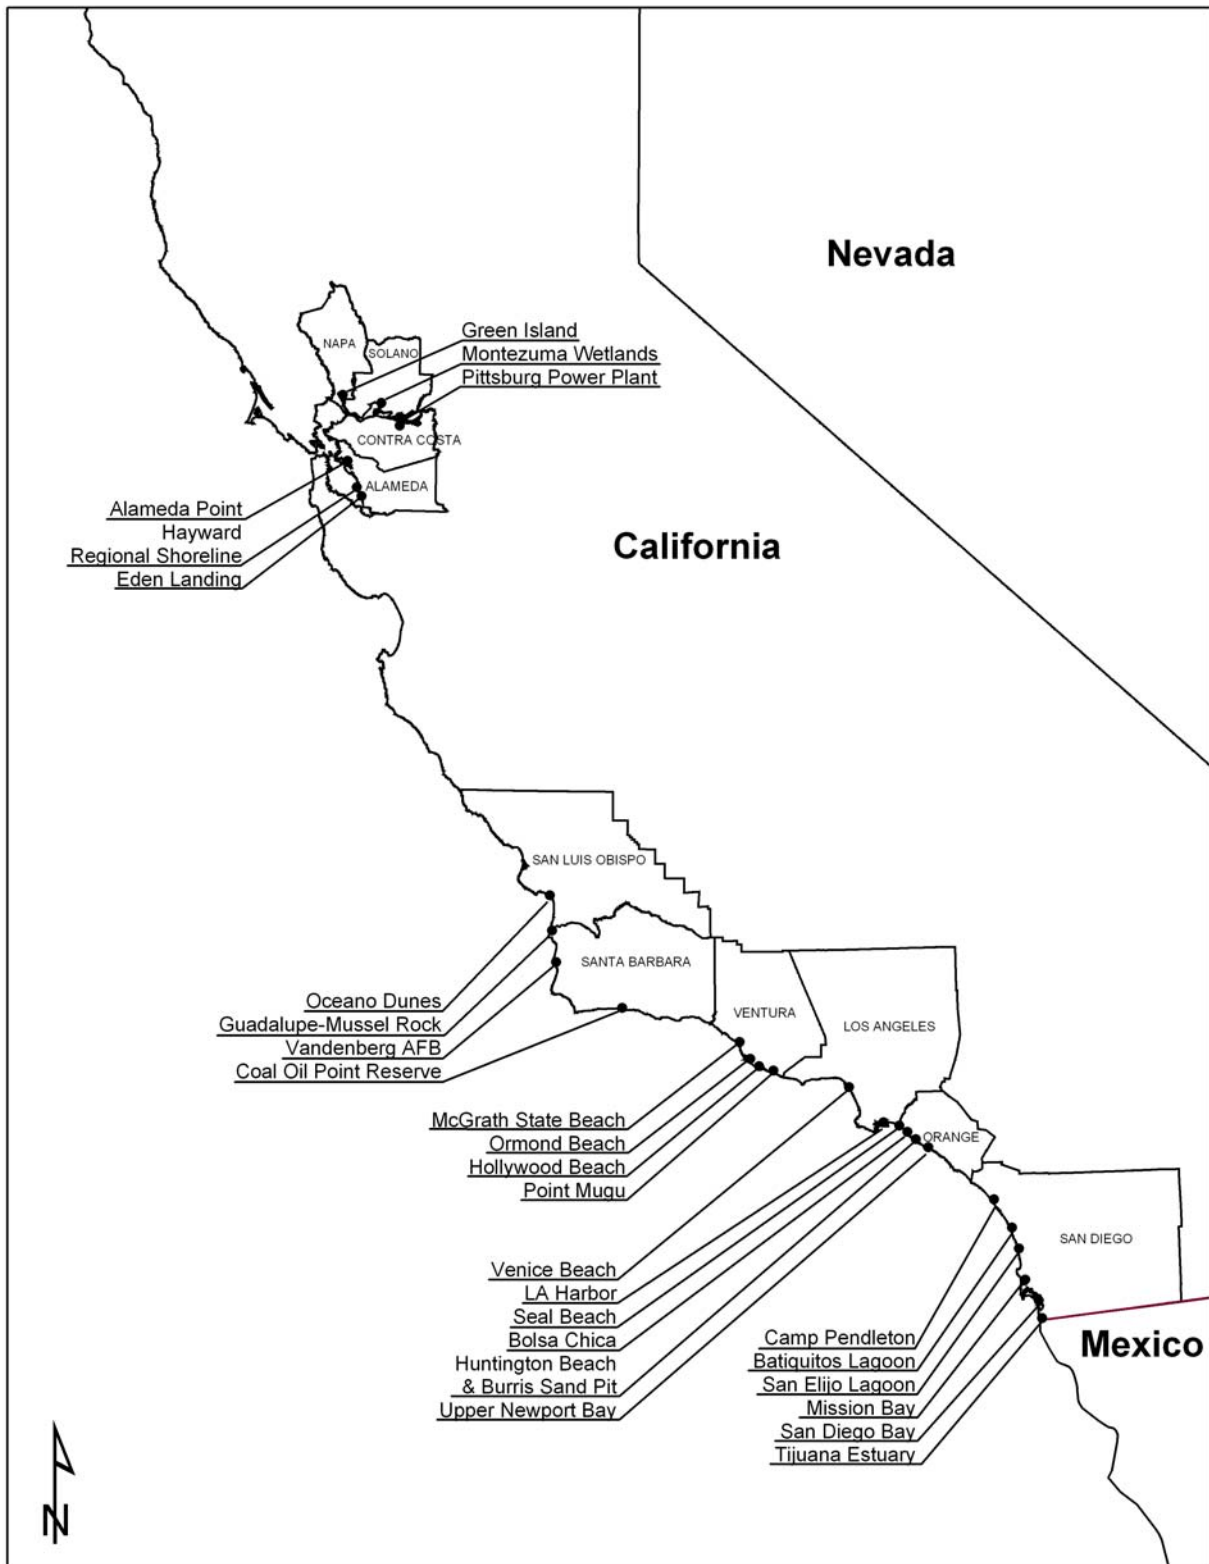 Nevada
Green Island
NAPA
SOLANO
Montezuma Wetlands
Pittsburg Power Plant
CONTRA COSTA
ALAMEDA
Alameda Point
Hayward
Regional Shoreline
Eden Landing
California
SAN LUIS OBISPO
SANTA BARBARA
VENTURA
LOS ANGELES
Oceano Dunes
Guadalupe-Mussel Rock
Vandenberg AFB
Coal Oil Point Reserve
McGrath State Beach
Ormond Beach
Hollywood Beach
Point Mugu
ORANGE
SAN DIEGO
Venice Beach
LA Harbor
Seal Beach
Bolsa Chica
Huntington Beach
& Burris Sand Pit
Upper Newport Bay
Camp Pendleton
Batiquitos Lagoon
San Elijo Lagoon
Mission Bay
San Diego Bay
Tijuana Estuary
Mexico
N